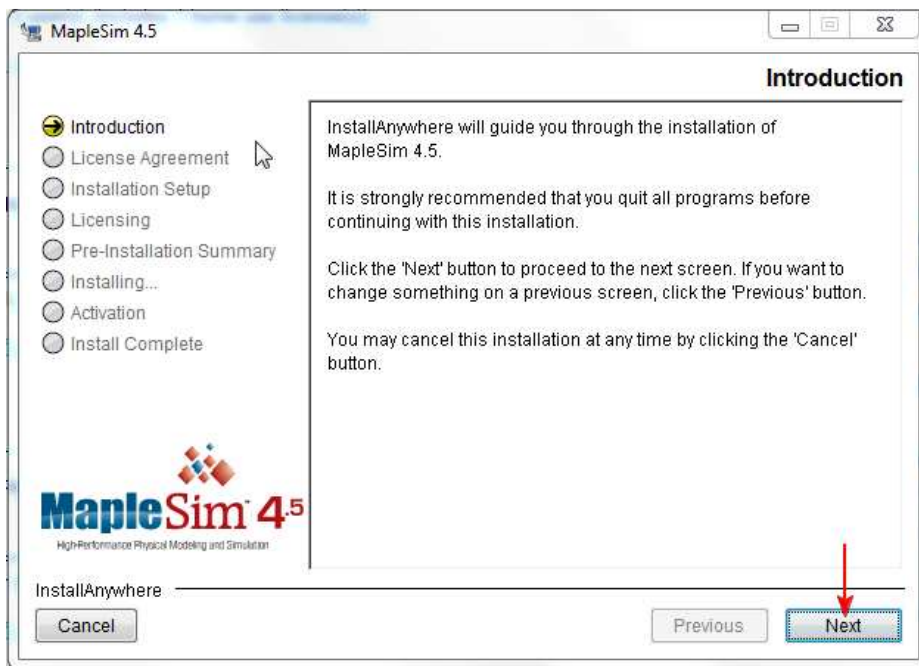 MapleSim 4.5
Introduction
Introduction
License Agreement
Installation Setup
Licensing
Pre-Installation Summary
Installing...
Activation
Install Complete
InstallAnywhere will guide you through the installation of
MapleSim 4.5.
It is strongly recommended that you quit all programs before
continuing with this installation.
Click the 'Next' button to proceed to the next screen. If you want to
change something on a previous screen, click the 'Previous' button.
You may cancel this installation at any time by clicking the 'Cancel'
button.
MapleSim™ 4.5
High-Performance Physical Modeling and Simulation
InstallAnywhere
Cancel
Previous
Next